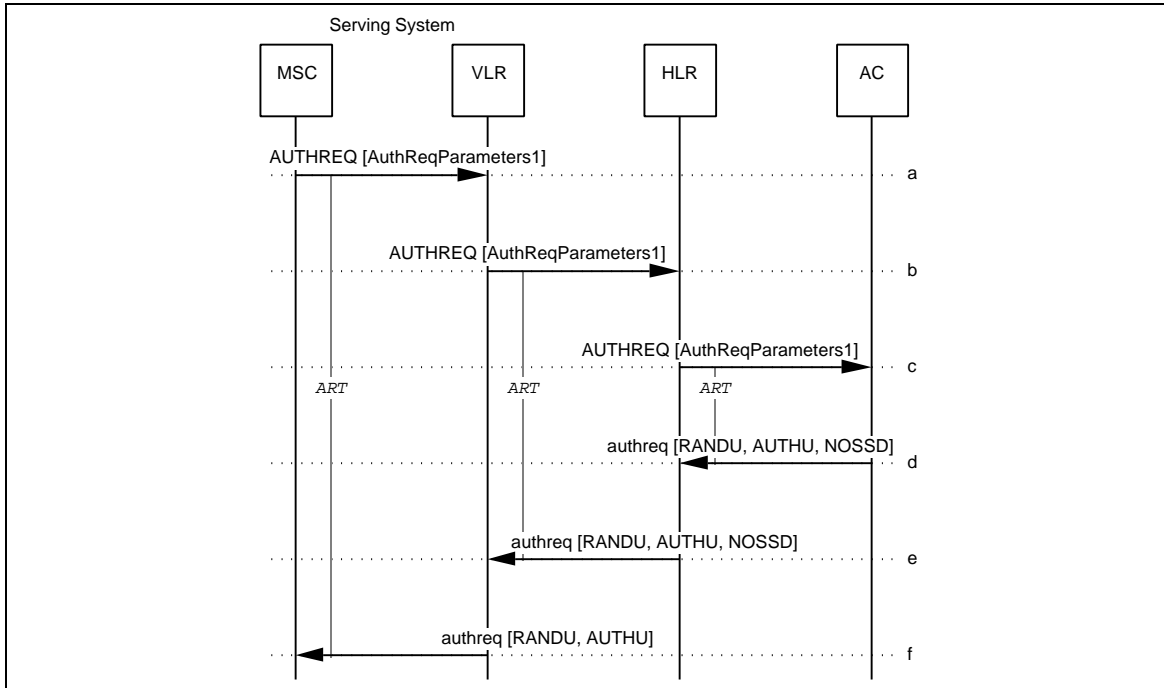 Serving System
MSC VLR HLR AC
AUTHREQ [AuthReqParameters1]
a
AUTHREQ [AuthReqParameters1]
b
AUTHREQ [AuthReqParameters1]
c
ART ART ART
authreq [RANDU, AUTHU, NOSSD]
d
authreq [RANDU, AUTHU, NOSSD]
e
authreq [RANDU, AUTHU]
f